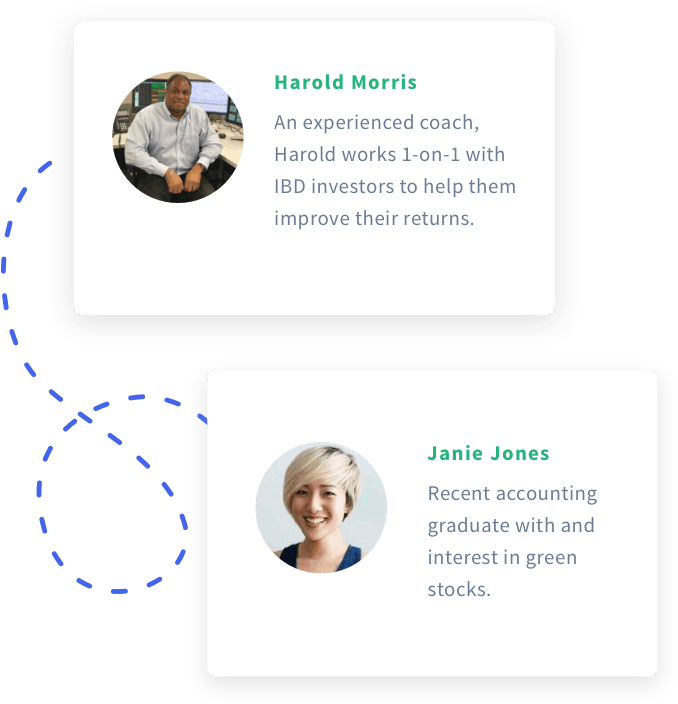 Harold Morris
An experienced coach,
Harold works 1-on-1 with
IBD investors to help them
improve their returns.
Janie Jones
Recent accounting
graduate with and
interest in green
stocks.